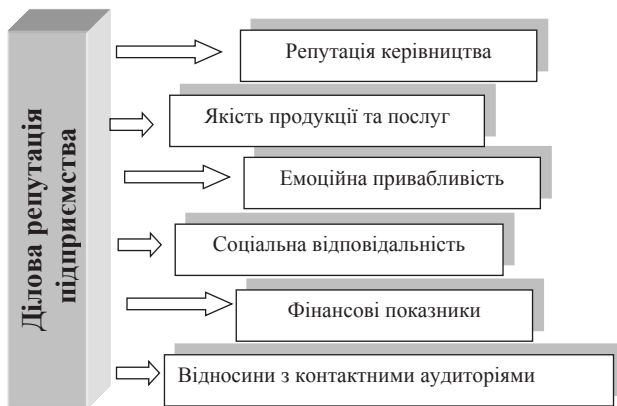 Ділова репутація
підприємства
Репутація керівництва
Якість продукції та послуг
Емоційна привабливість
Соціальна відповідальність
Фінансові показники
Відносини з контактними аудиторіями